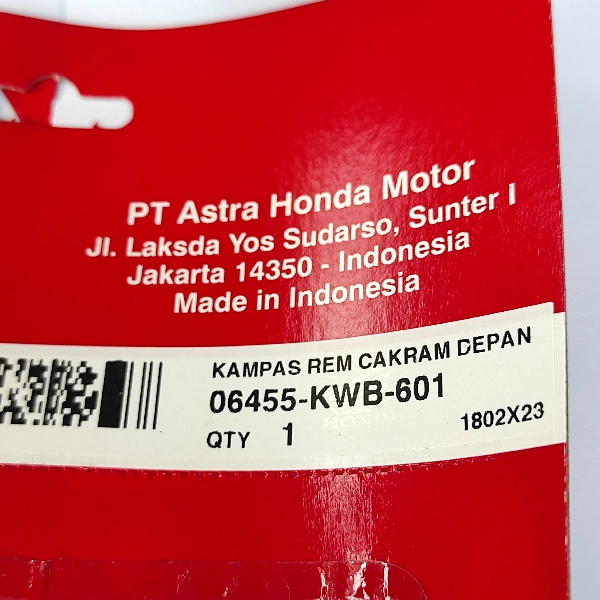 PT Astra Honda Motor
Jl. Laksda Yos Sudarso, Sunter I
Jakarta 14350 - Indonesia
Made in Indonesia
KAMPAS REM CAKRAM DEPAN
06455-KWB-601
HONDA
QTY 1
1802X23